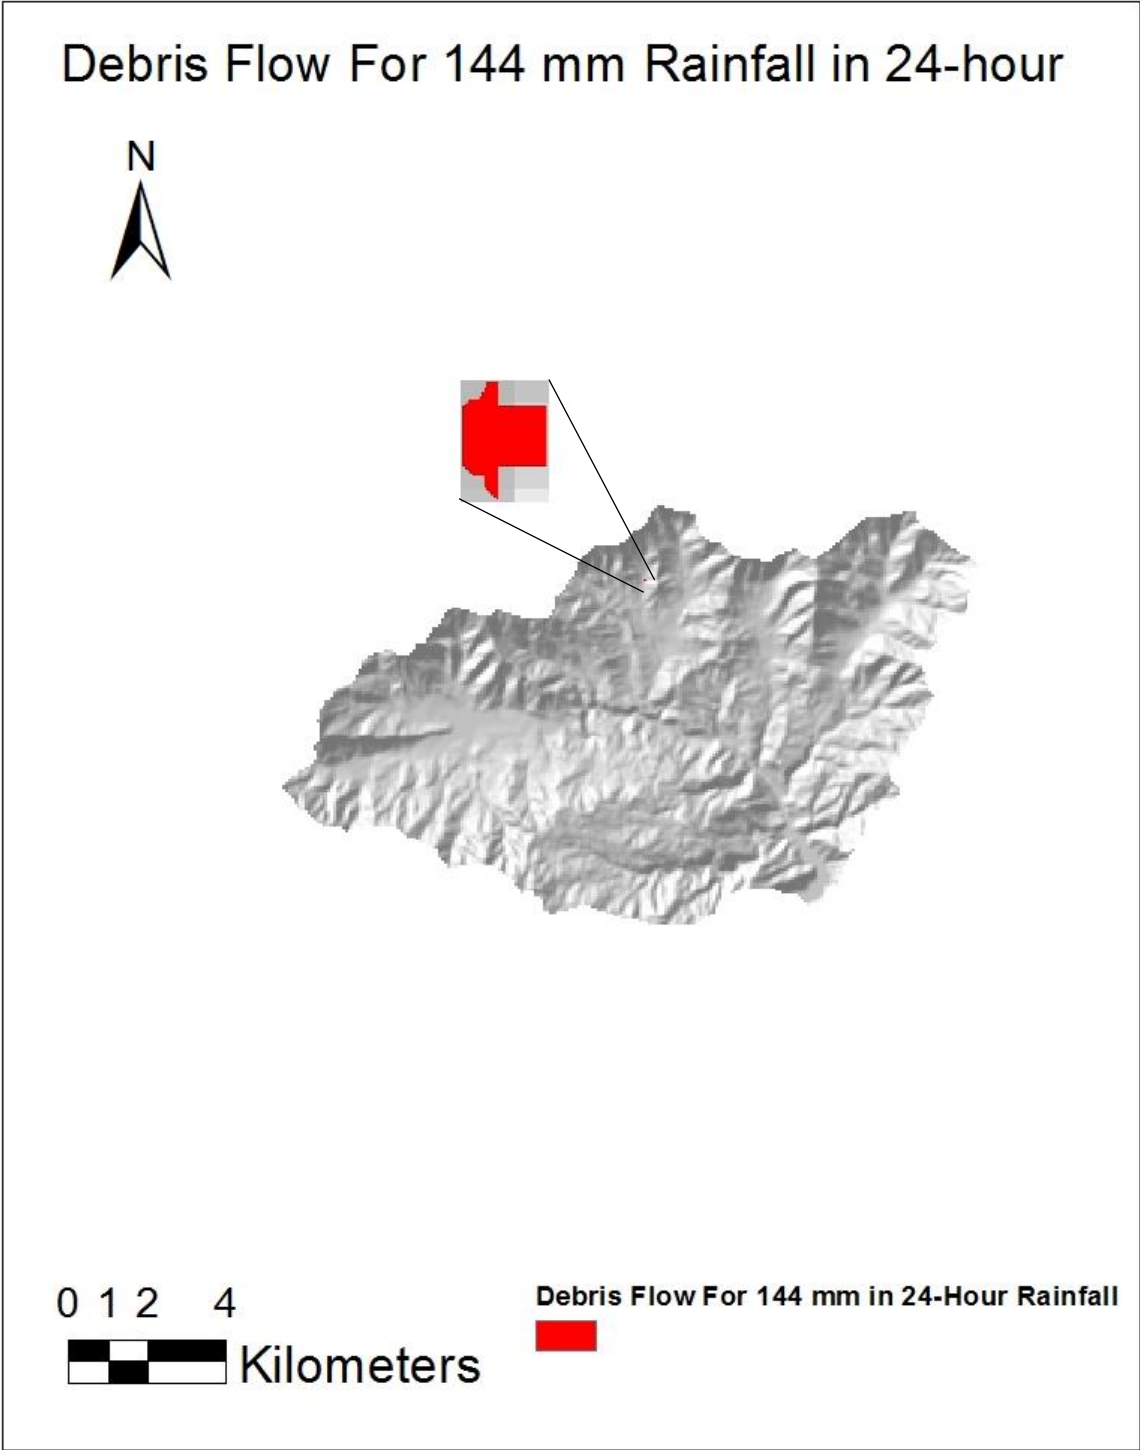 Debris Flow For 144 mm Rainfall in 24-hour
N
0 1 2 4
Kilometers
Debris Flow For 144 mm in 24-Hour Rainfall